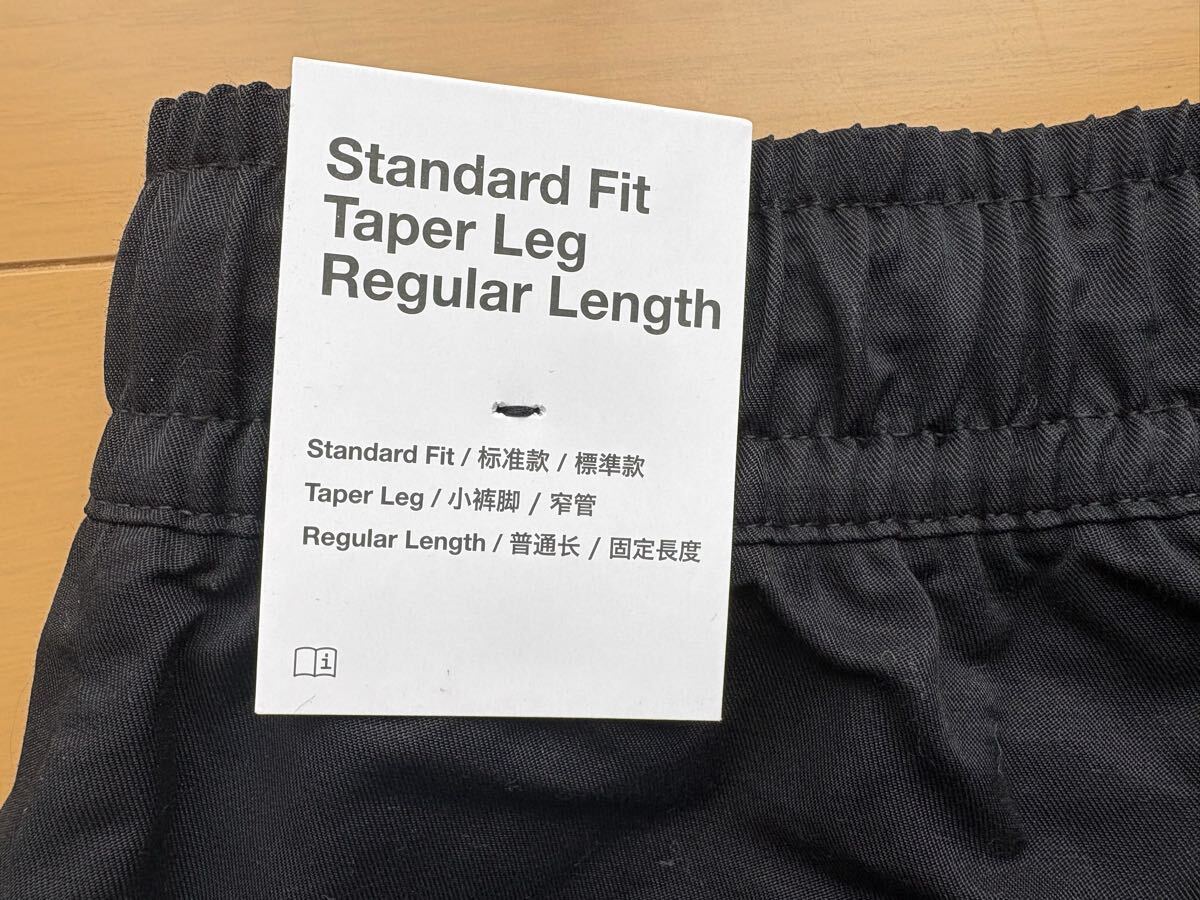 Standard Fit
Taper Leg
Regular Length
Standard Fit / 标准款 / 標準款
Taper Leg / 小裤脚 / 窄管
Regular Length / 普通长 / 固定長度
i